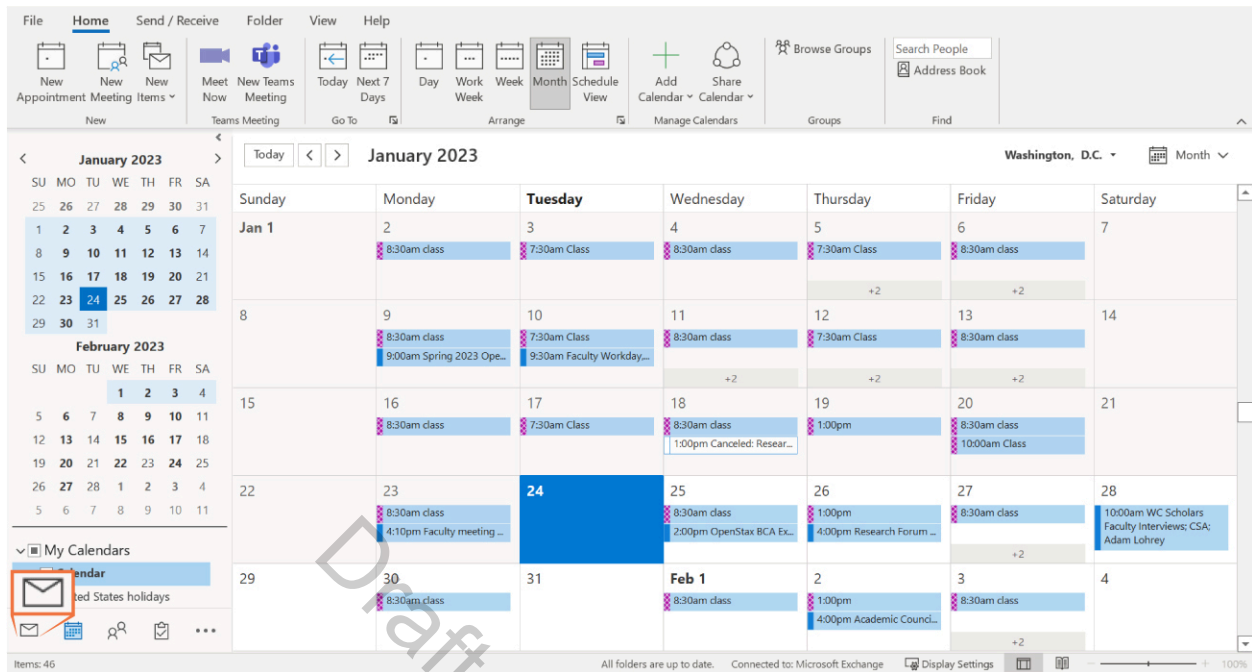 File Home Send / Receive Folder View Help
New Appointment New Meeting New Items Meet Now New Teams Meeting Today Next 7 Days Day Work Week Week Month Schedule View Add Calendar Share Calendar Browse Groups Search People
Address Book
New Teams Meeting Go To Arrange Manage Calendars Groups Find
January 2023
SU MO TU WE TH FR SA
25 26 27 28 29 30 31
1 2 3 4 5 6 7
8 9 10 11 12 13 14
15 16 17 18 19 20 21
22 23 24 25 26 27 28
29 30 31
February 2023
SU MO TU WE TH FR SA
1 2 3 4
5 6 7 8 9 10 11
12 13 14 15 16 17 18
19 20 21 22 23 24 25
26 27 28 1 2 3 4
5 6 7 8 9 10 11
My Calendars
United States holidays
Today January 2023 Washington, D.C. Month
Sunday Monday Tuesday Wednesday Thursday Friday Saturday
Jan 1 2 3 4 5 6 7
8:30am class 7:30am Class 8:30am class 7:30am Class 8:30am class
+2 +2
8 9 10 11 12 13 14
8:30am class 7:30am Class 8:30am class 7:30am Class 8:30am class
9:00am Spring 2023 Ope... 9:30am Faculty Workday,...
+2 +2 +2
15 16 17 18 19 20 21
8:30am class 7:30am Class 8:30am class 1:00pm 8:30am class
1:00pm Canceled: Resear... 10:00am Class
22 23 24 25 26 27 28
8:30am class 8:30am class 1:00pm 8:30am class 10:00am WC Scholars
4:10pm Faculty meeting ... 2:00pm OpenStax BCA Ex... 4:00pm Research Forum ... Faculty Interviews; CSA;
Adam Lohrey
+2
29 30 31 Feb 1 2 3 4
8:30am class 8:30am class 1:00pm 8:30am class
4:00pm Academic Counci...
+2
Draft
Items: 46 All folders are up to date. Connected to: Microsoft Exchange Display Settings 100%